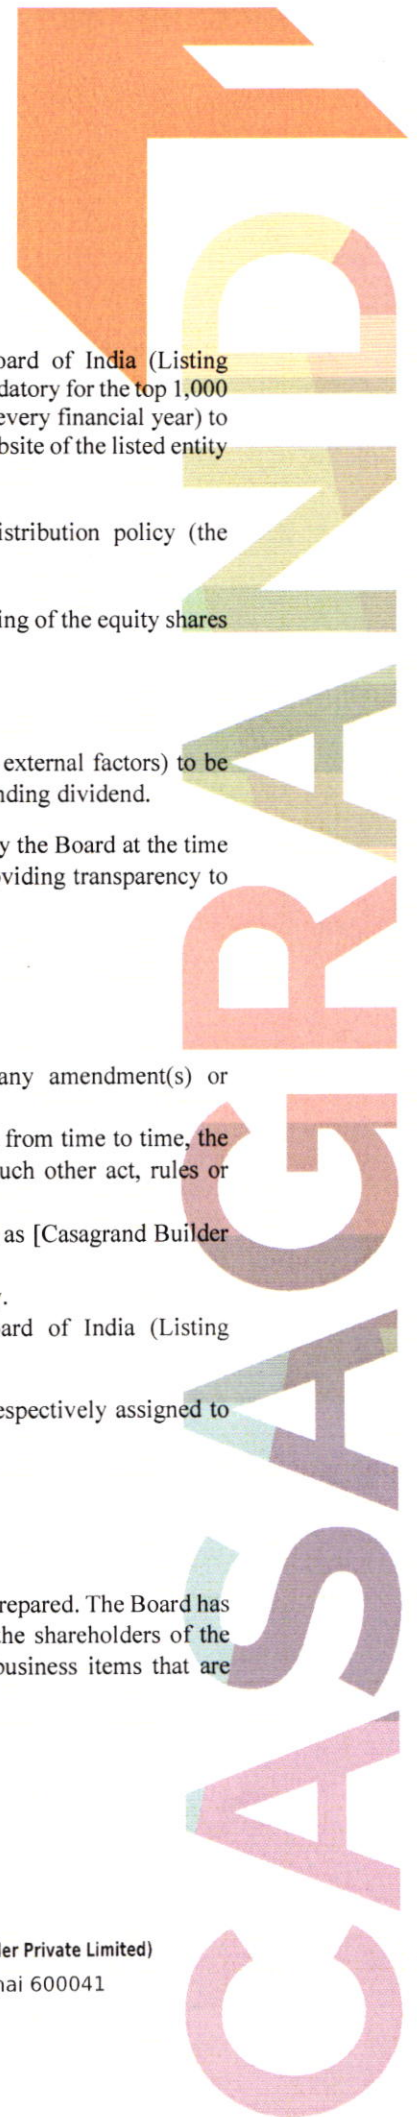 oard of India (Listing
datory for the top 1,000
every financial year) to
bsite of the listed entity
istribution policy (the
ing of the equity shares
external factors) to be
nding dividend.
y the Board at the time
oviding transparency to
any amendment(s) or
from time to time, the
uch other act, rules or
as [Casagrand Builder
.
oard of India (Listing
espectively assigned to
repared. The Board has
the shareholders of the
business items that are
ler Private Limited)
nai 600041
CASAGRAND